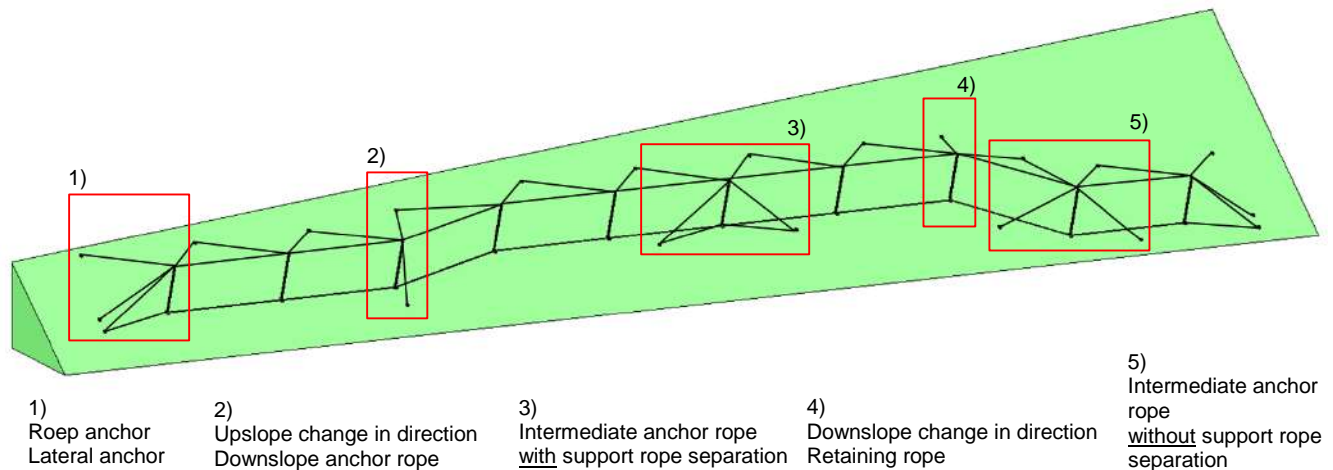 1)
2)
3)
4)
5)
1)
Roep anchor
Lateral anchor
2)
Upslope change in direction
Downslope anchor rope
3)
Intermediate anchor rope
with support rope separation
4)
Downslope change in direction
Retaining rope
5)
Intermediate anchor
rope
without support rope
separation